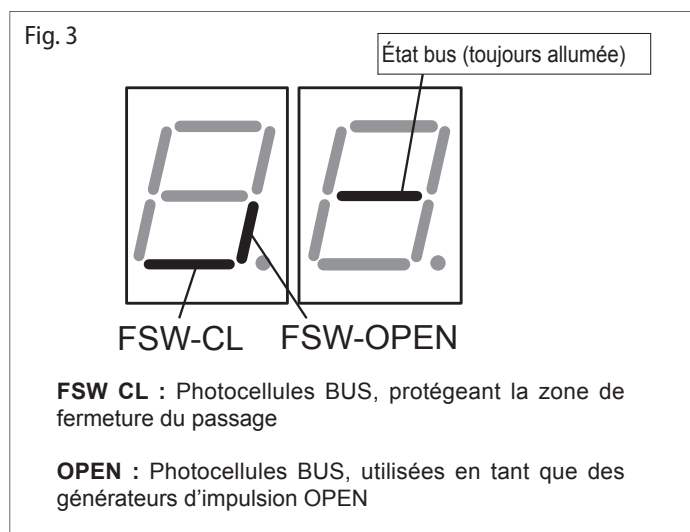 Fig. 3
État bus (toujours allumée)
FSW-CL
FSW-OPEN
FSW CL : Photocellules BUS, protégeant la zone de
fermeture du passage
OPEN : Photocellules BUS, utilisées en tant que des
générateurs d’impulsion OPEN